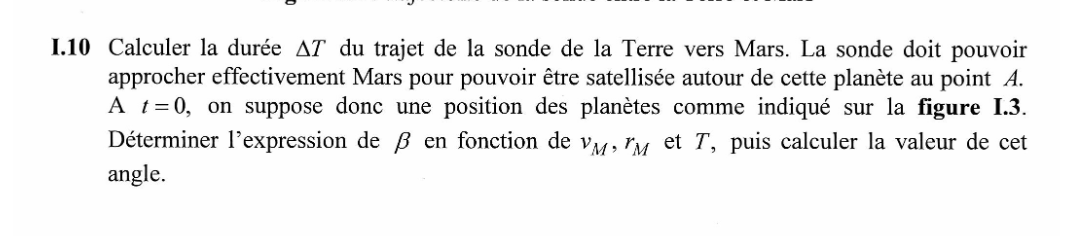 I.10 Calculer la durée ΔT du trajet de la sonde de la Terre vers Mars. La sonde doit pouvoir
approcher effectivement Mars pour pouvoir être satellisée autour de cette planète au point A.
A t = 0, on suppose donc une position des planètes comme indiqué sur la figure I.3.
Déterminer l'expression de β en fonction de v_M, r_M et T, puis calculer la valeur de cet
angle.